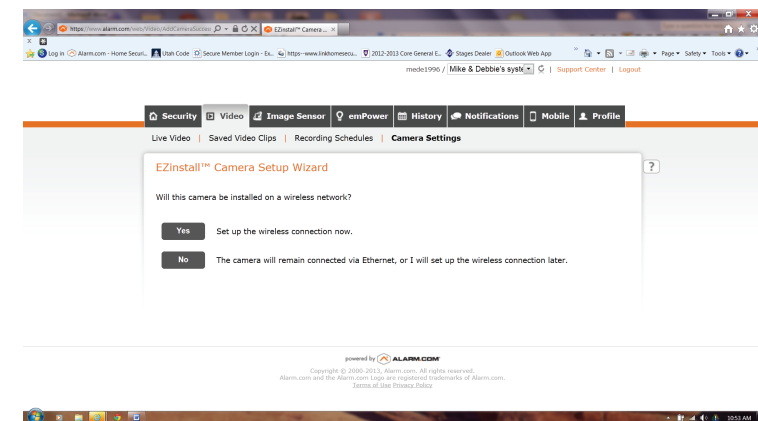 https://www.alarm.com/web/Video/AddCameraSuccess
EZinstall™ Camera ...
Log in
Alarm.com - Home Securi...
Utah Code
Secure Member Login - Ex...
https--www.linkhomesecu...
2012-2013 Core General E...
Stages Dealer
Outlook Web App
Page
Safety
Tools
mede1996 / Mike & Debbie's syste | Support Center | Logout
Security Video Image Sensor emPower History Notifications Mobile Profile
Live Video | Saved Video Clips | Recording Schedules | Camera Settings
EZinstall™ Camera Setup Wizard
?
Will this camera be installed on a wireless network?
Yes Set up the wireless connection now.
No The camera will remain connected via Ethernet, or I will set up the wireless connection later.
powered by ALARM.COM
Copyright © 2000-2013, Alarm.com. All rights reserved.
Alarm.com and the Alarm.com Logo are registered trademarks of Alarm.com.
Terms of Use Privacy Policy
10:53 AM